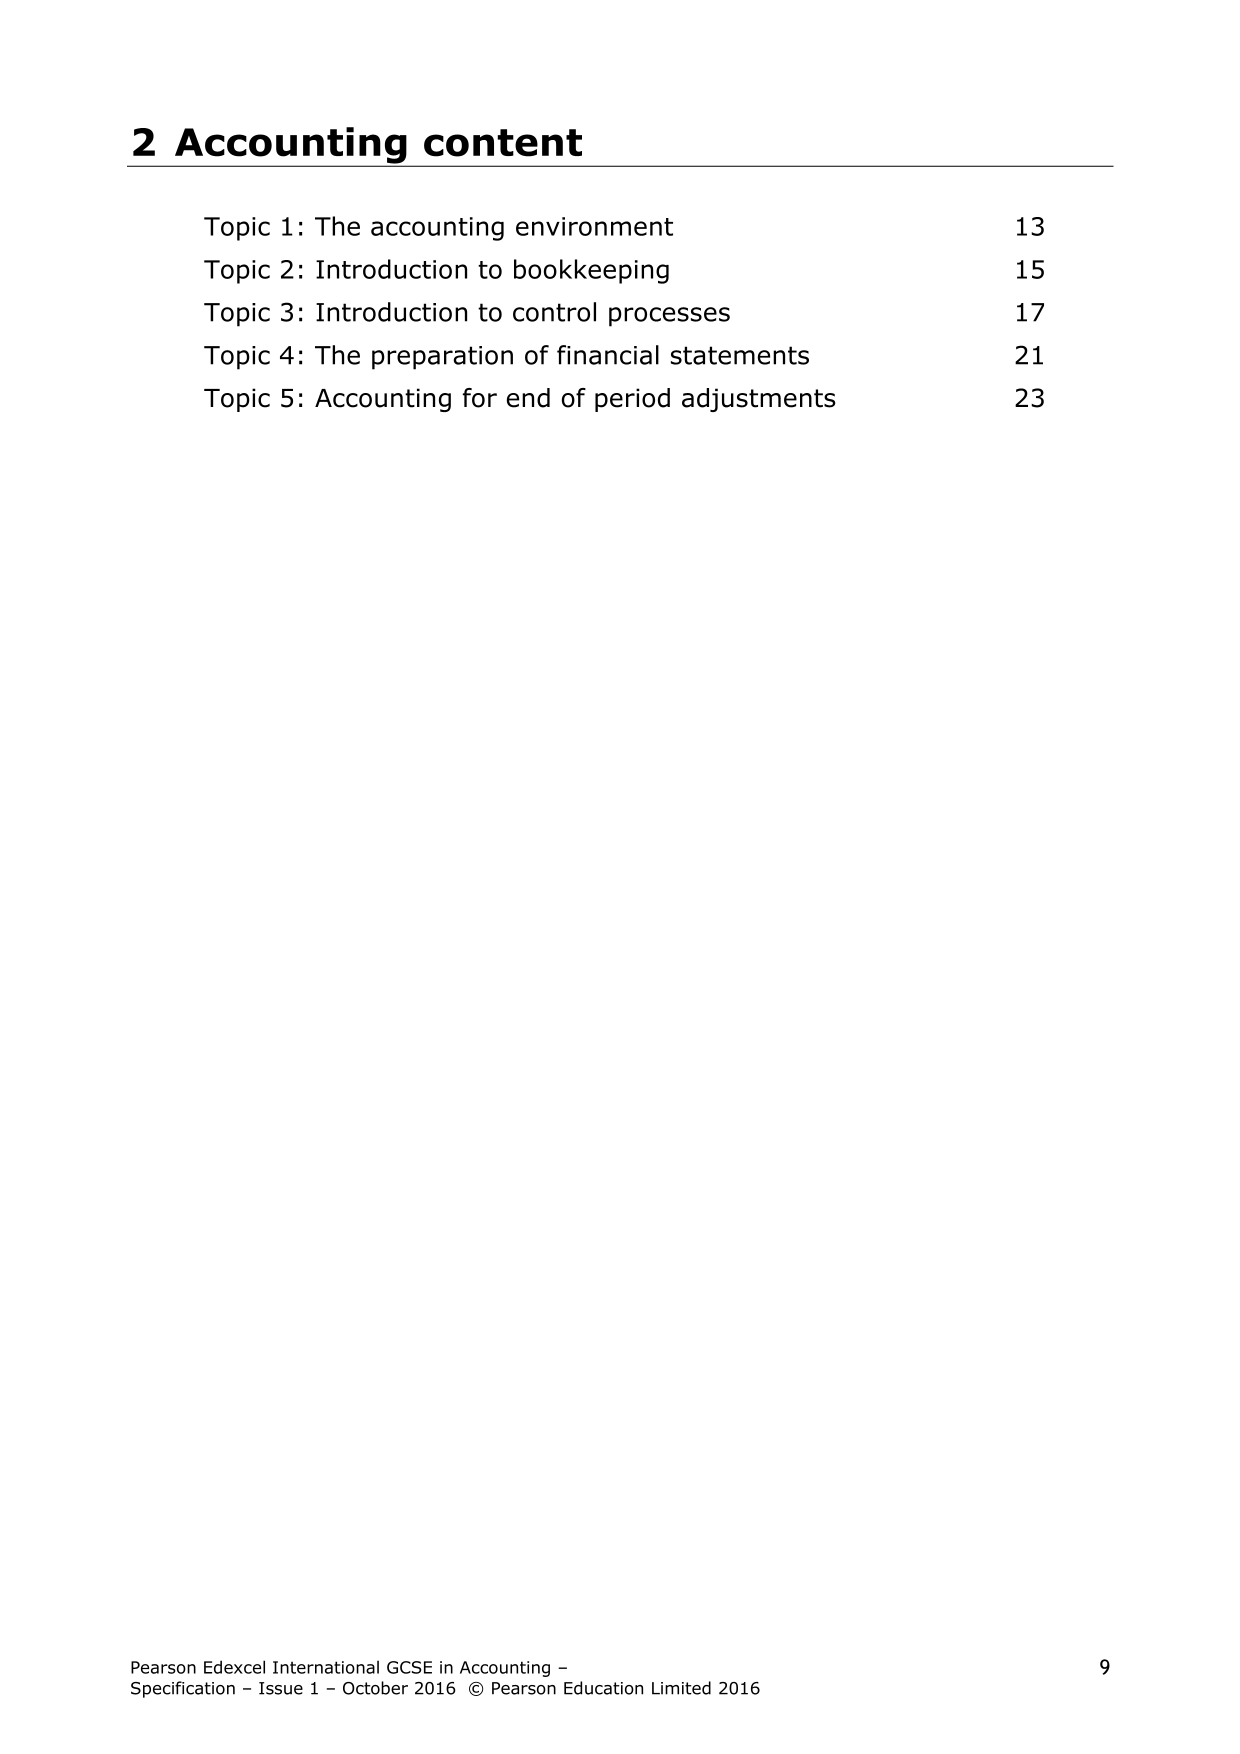 2 Accounting content
Topic 1: The accounting environment 13
Topic 2: Introduction to bookkeeping 15
Topic 3: Introduction to control processes 17
Topic 4: The preparation of financial statements 21
Topic 5: Accounting for end of period adjustments 23
Pearson Edexcel International GCSE in Accounting – 9
Specification – Issue 1 – October 2016 © Pearson Education Limited 2016